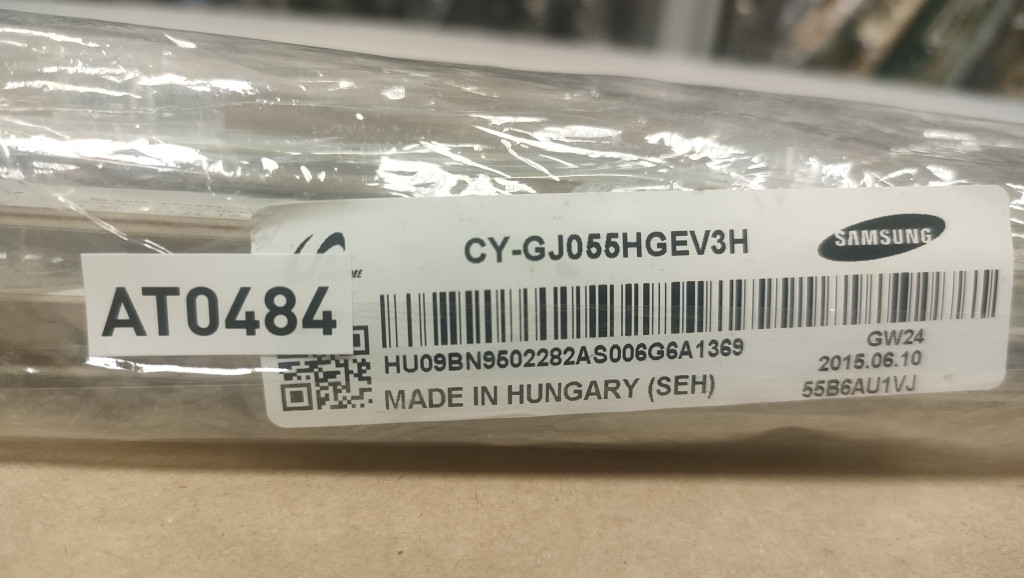 CY-GJ055HGEV3H
SAMSUNG
AT0484
HU09BN9502282AS006G6A1369
GW24
2015.06.10
MADE IN HUNGARY (SEH)
55B6AU1VJ